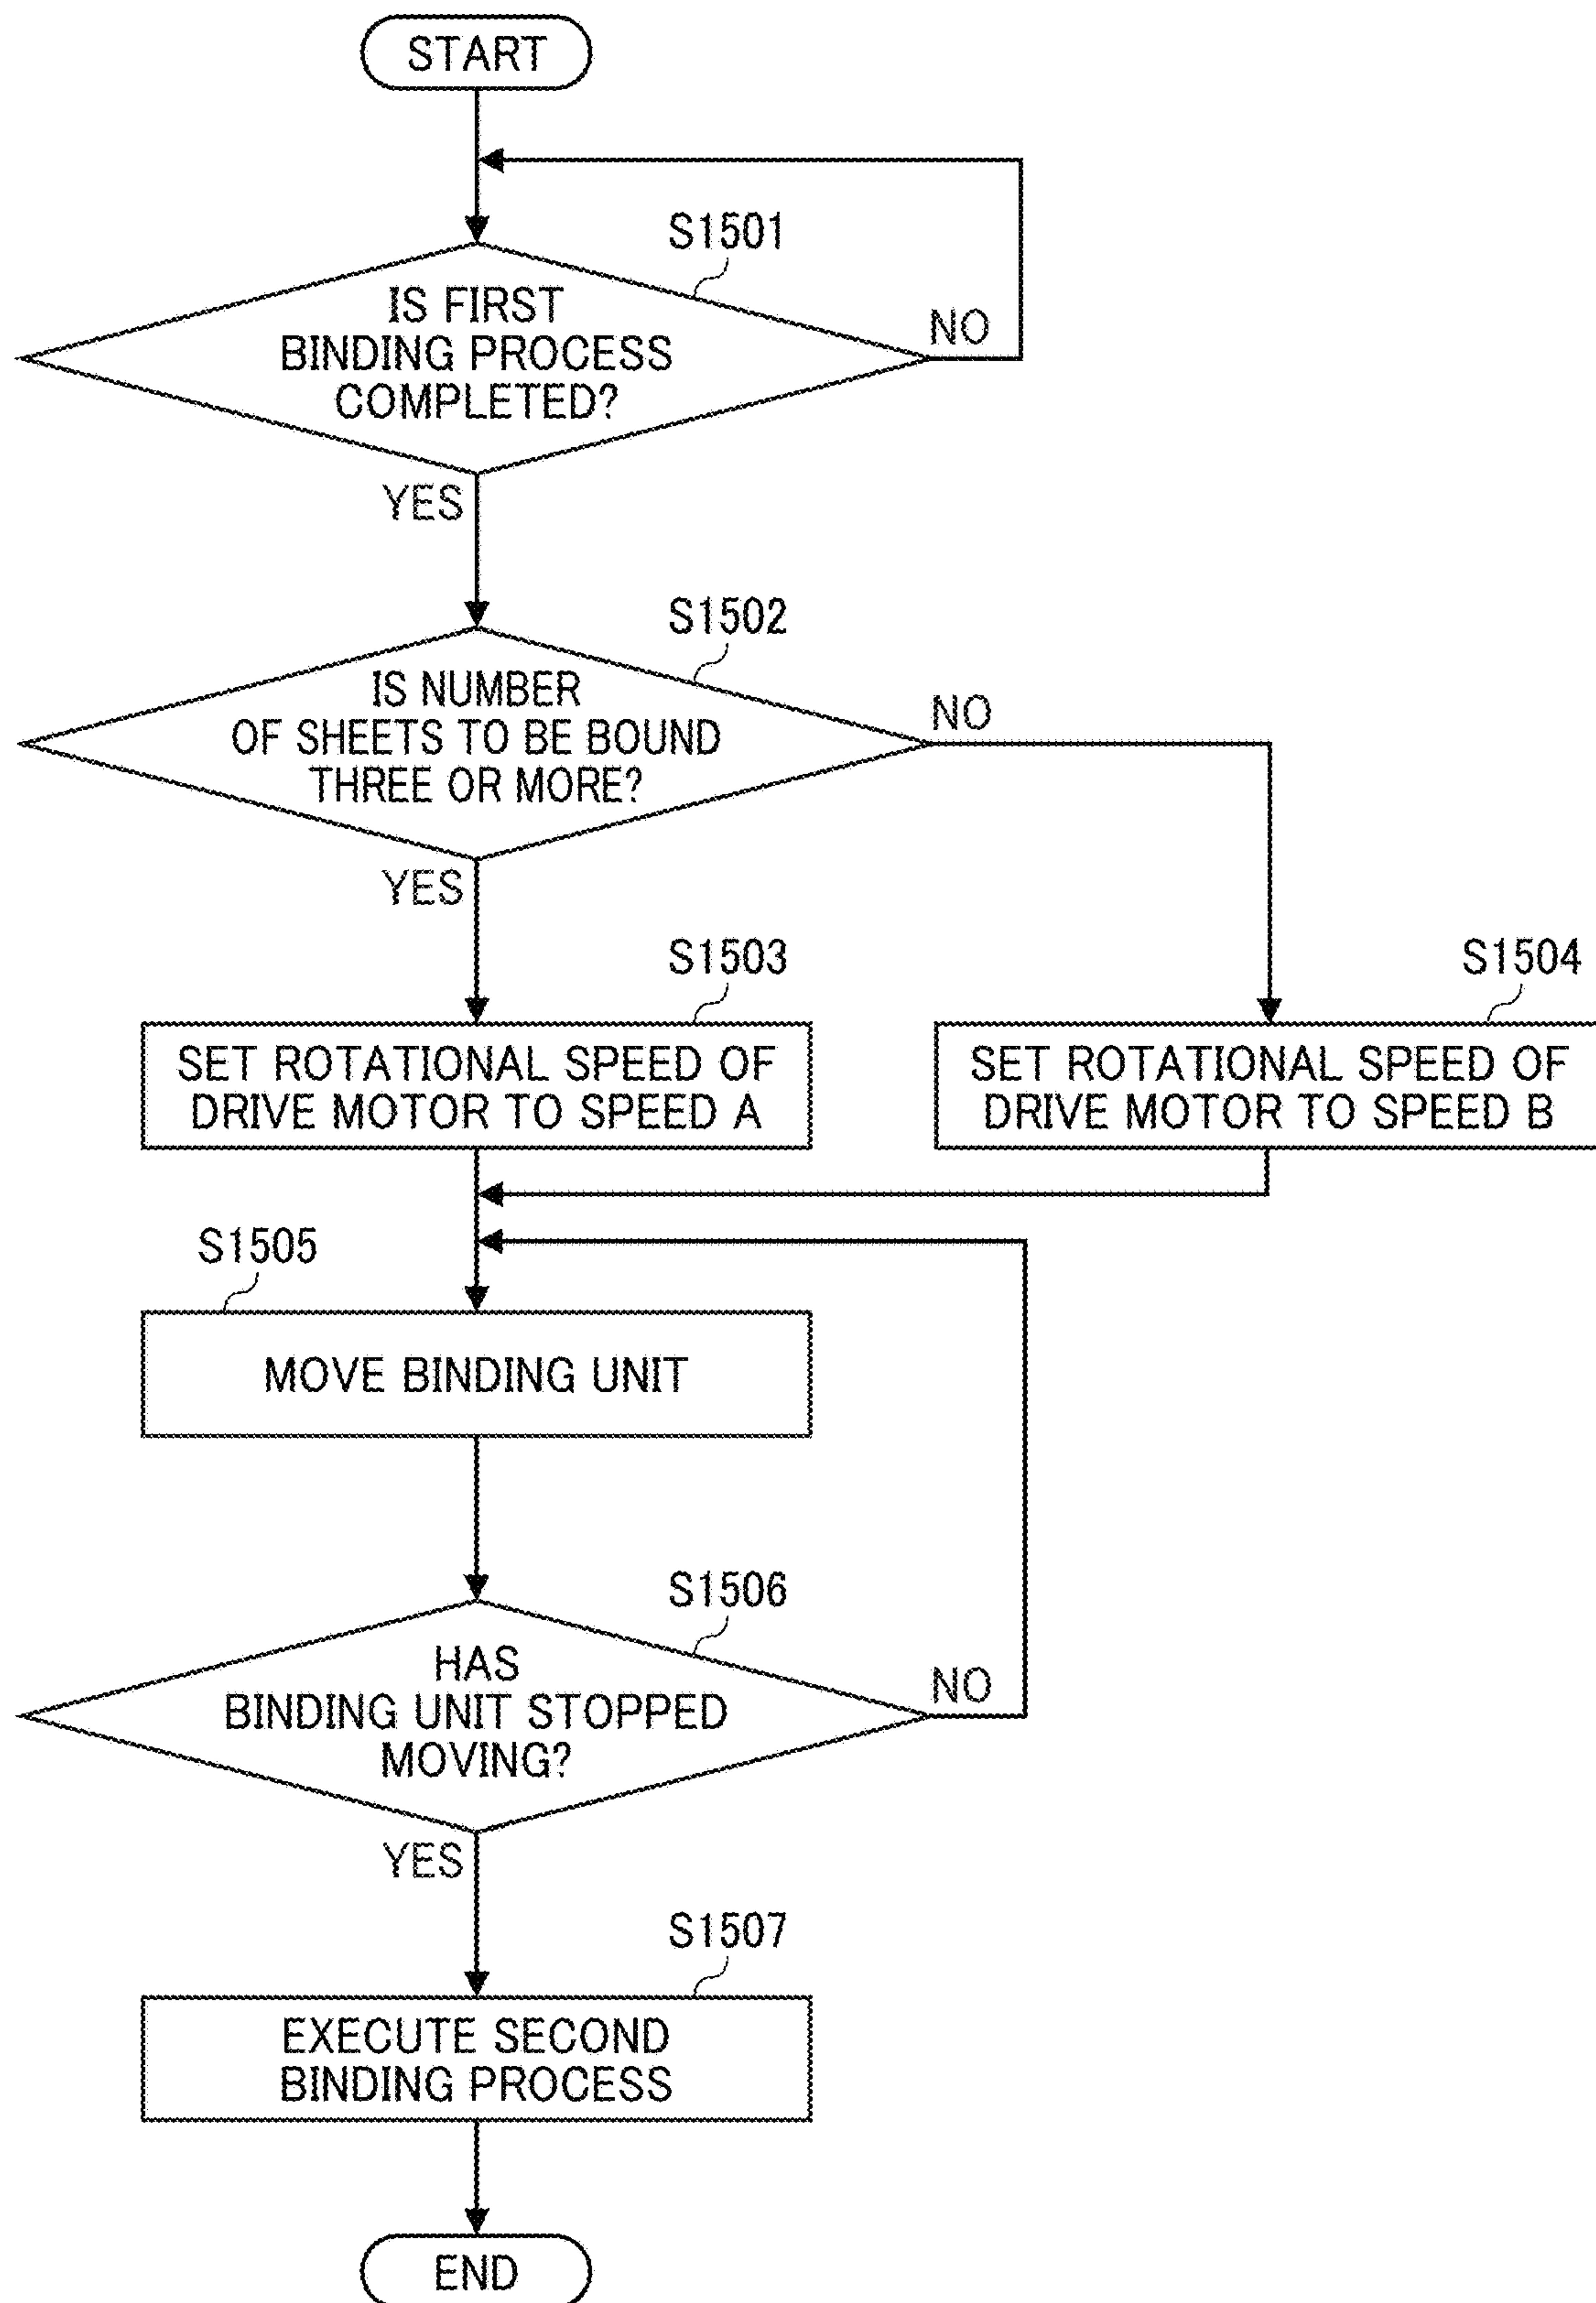 START
S1501
IS FIRST
BINDING PROCESS
COMPLETED?
NO
YES
S1502
IS NUMBER
OF SHEETS TO BE BOUND
THREE OR MORE?
NO
YES
S1503
SET ROTATIONAL SPEED OF
DRIVE MOTOR TO SPEED A
S1504
SET ROTATIONAL SPEED OF
DRIVE MOTOR TO SPEED B
S1505
MOVE BINDING UNIT
S1506
HAS
BINDING UNIT STOPPED
MOVING?
NO
YES
S1507
EXECUTE SECOND
BINDING PROCESS
END